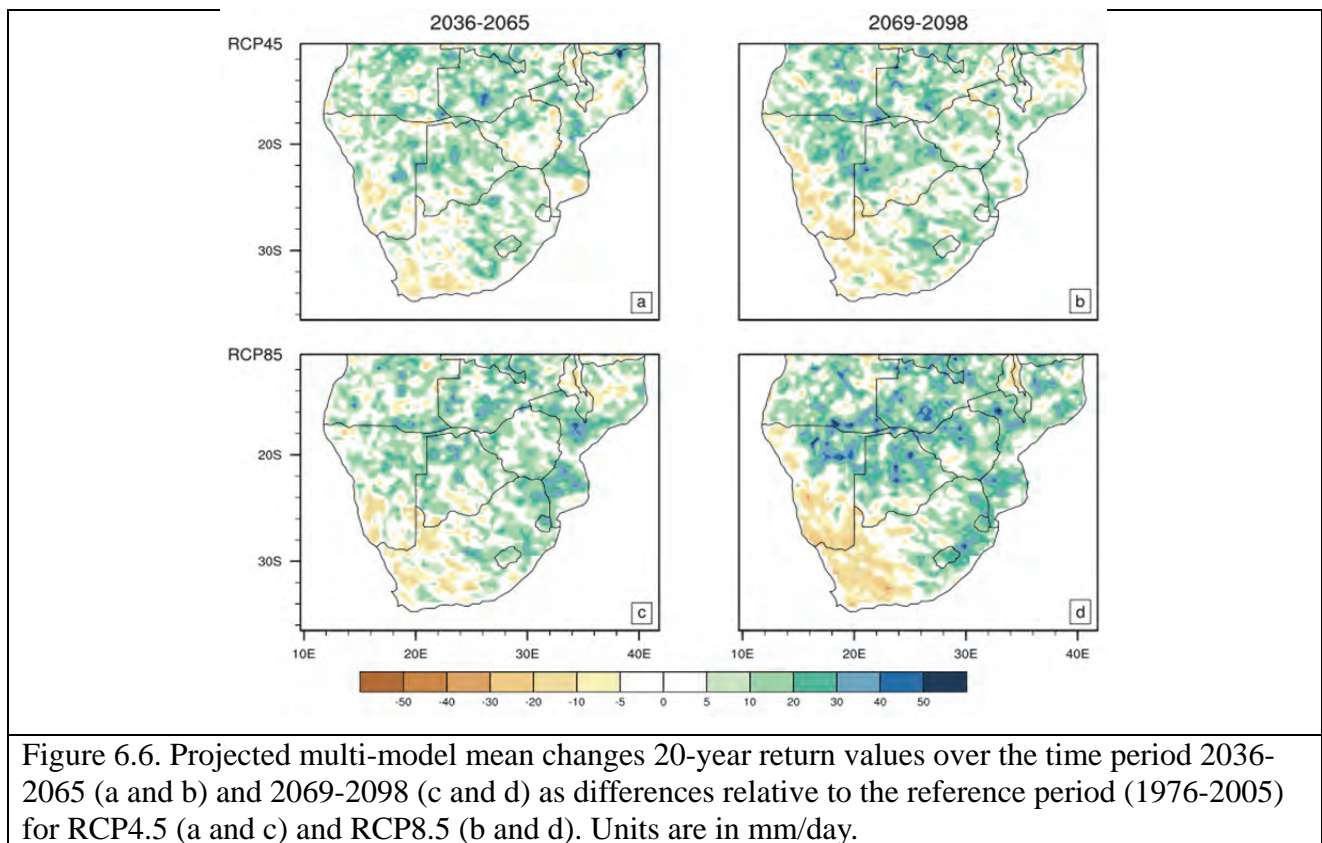 2036-2065 2069-2098
RCP45
20S
30S
a b
RCP85
20S
30S
c d
10E 20E 30E 40E 10E 20E 30E 40E
-50 -40 -30 -20 -10 -5 0 5 10 20 30 40 50
Figure 6.6. Projected multi-model mean changes 20-year return values over the time period 2036-
2065 (a and b) and 2069-2098 (c and d) as differences relative to the reference period (1976-2005)
for RCP4.5 (a and c) and RCP8.5 (b and d). Units are in mm/day.